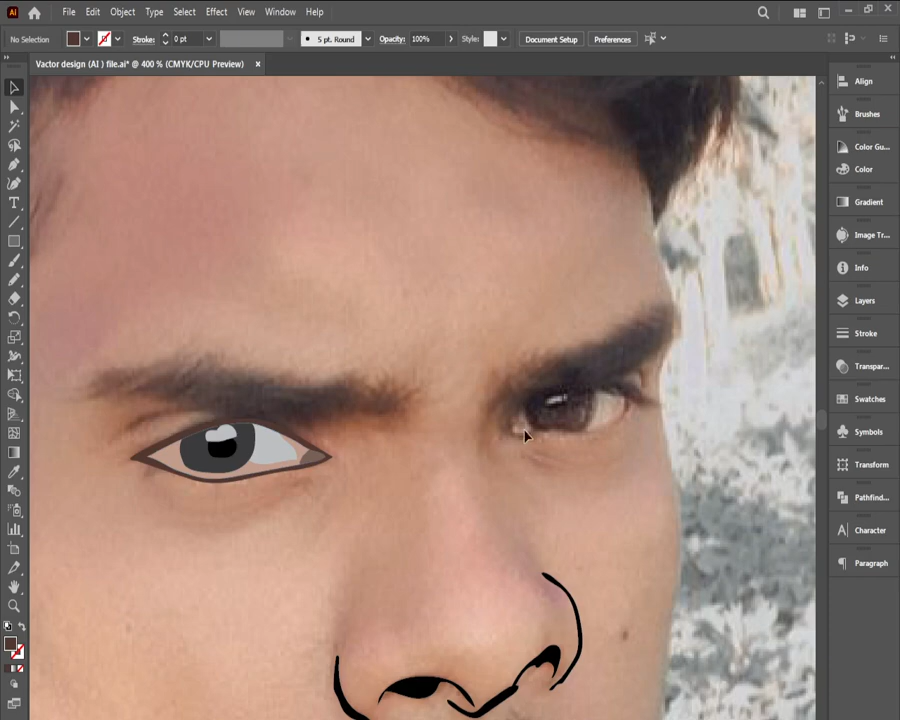 Ai File Edit Object Type Select Effect View Window Help
No Selection Stroke: 0 pt 5 pt. Round Opacity: 100% Style: Document Setup Preferences
Vactor design (AI ) file.ai* @ 400 % (CMYK/CPU Preview) ×
Align
Brushes
Color Gu...
Color
Gradient
Image Tr...
Info
Layers
Stroke
Transpar...
Swatches
Symbols
Transform
Pathfind...
Character
Paragraph